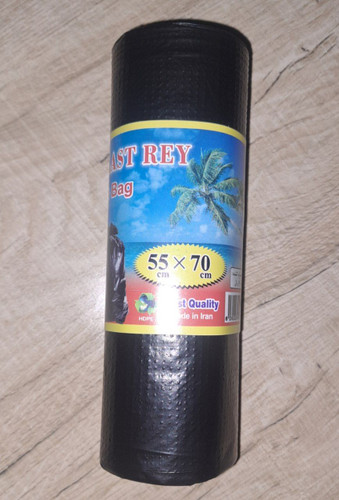 AST REY
Bag
55 × 70
cm cm
st Quality
de in Iran
HDPE